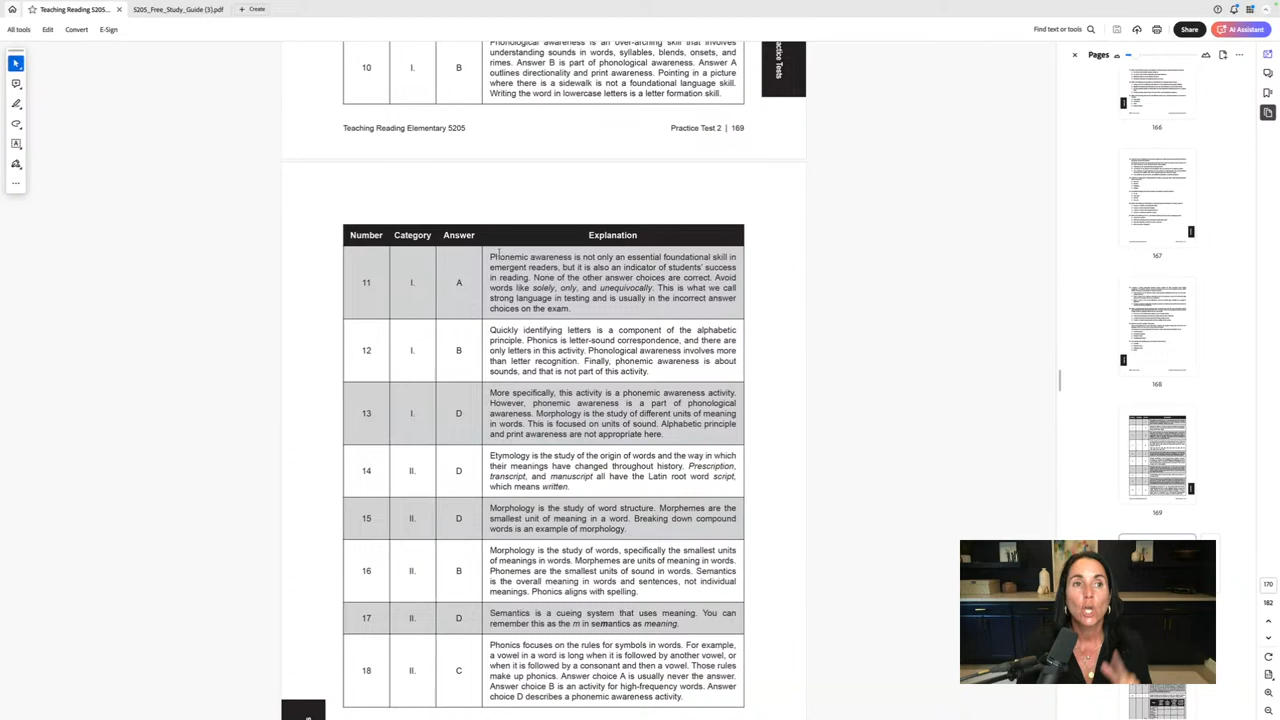 Teaching Reading 5205...
5205_Free_Study_Guide (3).pdf
Create
All tools
Edit
Convert
E-Sign
Find text or tools
Share
AI Assistant
Phonological awareness is an over-arching skill that involves
understanding sounds in words, syllables, blends, onsets, and
10 I. B rimes. Answer B is part of phonological awareness. Answer A
outlines directionality and print awareness. Pointing in a picture
where there is a sidewalk is not a foundational language skill.
Writing the word in lowercase letters is a letter formation skill.
Practice Tests
Teaching Reading Elementary 5205
Practice Test 2 | 169
Number Category Answer Explanation
Phonemic awareness is not only an essential foundational skill in
emergent readers, but it is also an indicator of students' success
in reading. None of the other answer choices are correct. Avoid
11 I. A words like solely, only, and unequivocally. This is what we call
strong language in testing and is usually in the incorrect answer
choices on the exam.
Quickly identifying letters is a component of the alphabetic
principle. Phonics is letter-sound correspondence, and there are
12 I. B only letters in this activity. Phonological awareness involves more
than letter recognition. Finally, phonemic awareness is about
sounds, and that is not part of this activity.
More specifically, this activity is a phonemic awareness activity.
However, phonemic awareness is a part of phonological
13 I. D awareness. Morphology is the study of different units of meaning
in words. This is focused on units of sound. Alphabetic principle
and print awareness are not appropriate here.
Etymology is the study of the origin of words and the way in which
their meanings have changed throughout history. Prescription,
14 II. D transcript, and manuscript all have the Latin root word script,
which means written.
Morphology is the study of word structure. Morphemes are the
15 II. D smallest unit of meaning in a word. Breaking down compound
words is an example of morphology.
Morphology is the study of words, specifically the smallest units
of meanings in words. Morphemes are units of meaning in words.
16 II. B Phonemes are the smallest units of sound in words. Semantics
is the overall meaning in words and sentences, not individual
meanings. Phonics aligns with spelling.
Semantics is a cueing system that uses meaning. You can
17 II. D remember this as the m in semantics as meaning.
Phonics focuses on the rules for symbols in words. For example,
a vowel in a word is long when it is followed by another vowel, or
when it is followed by a consonant and then a vowel. Those rules
18 II. C make up phonics. Answer choice A is usually never the answer.
Answer choice B is an activity for high-frequency words. Answer
choice D describes a phonemic awareness activity.
Pages
166
167
168
169
170
182